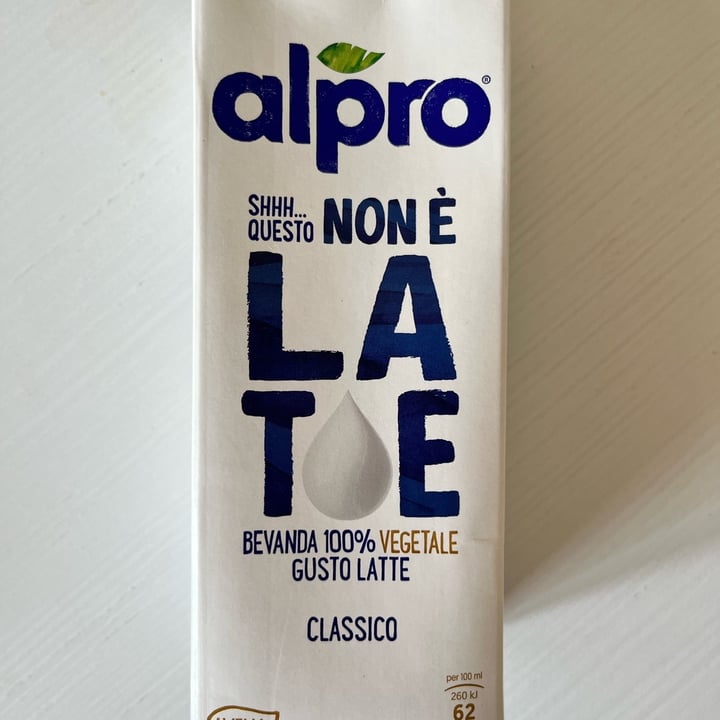 alpro®
SHHH...
QUESTO NON È
LA
T E
BEVANDA 100% VEGETALE
GUSTO LATTE
CLASSICO
per 100 ml
260 kJ
62